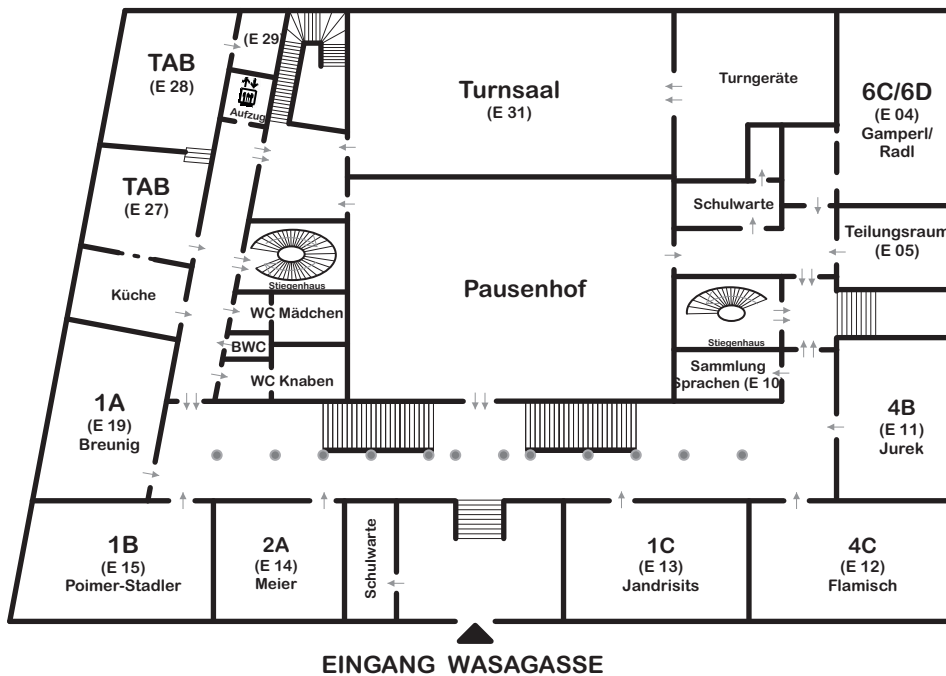 (E 29)
TAB
(E 28)
Aufzug
Turnsaal
(E 31)
Turngeräte
6C/6D
(E 04)
Gamperl/
Radl
TAB
(E 27)
Schulwarte
Teilungsraum
(E 05)
Küche
Stiegenhaus
Pausenhof
WC Mädchen
BWC
WC Knaben
Stiegenhaus
Sammlung
Sprachen (E 10)
1A
(E 19)
Breunig
4B
(E 11)
Jurek
1B
(E 15)
Poimer-Stadler
2A
(E 14)
Meier
Schulwarte
1C
(E 13)
Jandrisits
4C
(E 12)
Flamisch
EINGANG WASAGASSE